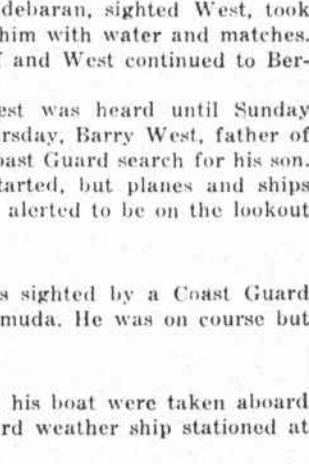 debaran, sighted West, took
him with water and matches.
and West continued to Ber-
est was heard until Sunday
rsday, Barry West, father of
oast Guard search for his son.
tarted, but planes and ships
alerted to be on the lookout
s sighted by a Coast Guard
muda. He was on course but
his boat were taken aboard
rd weather ship stationed at